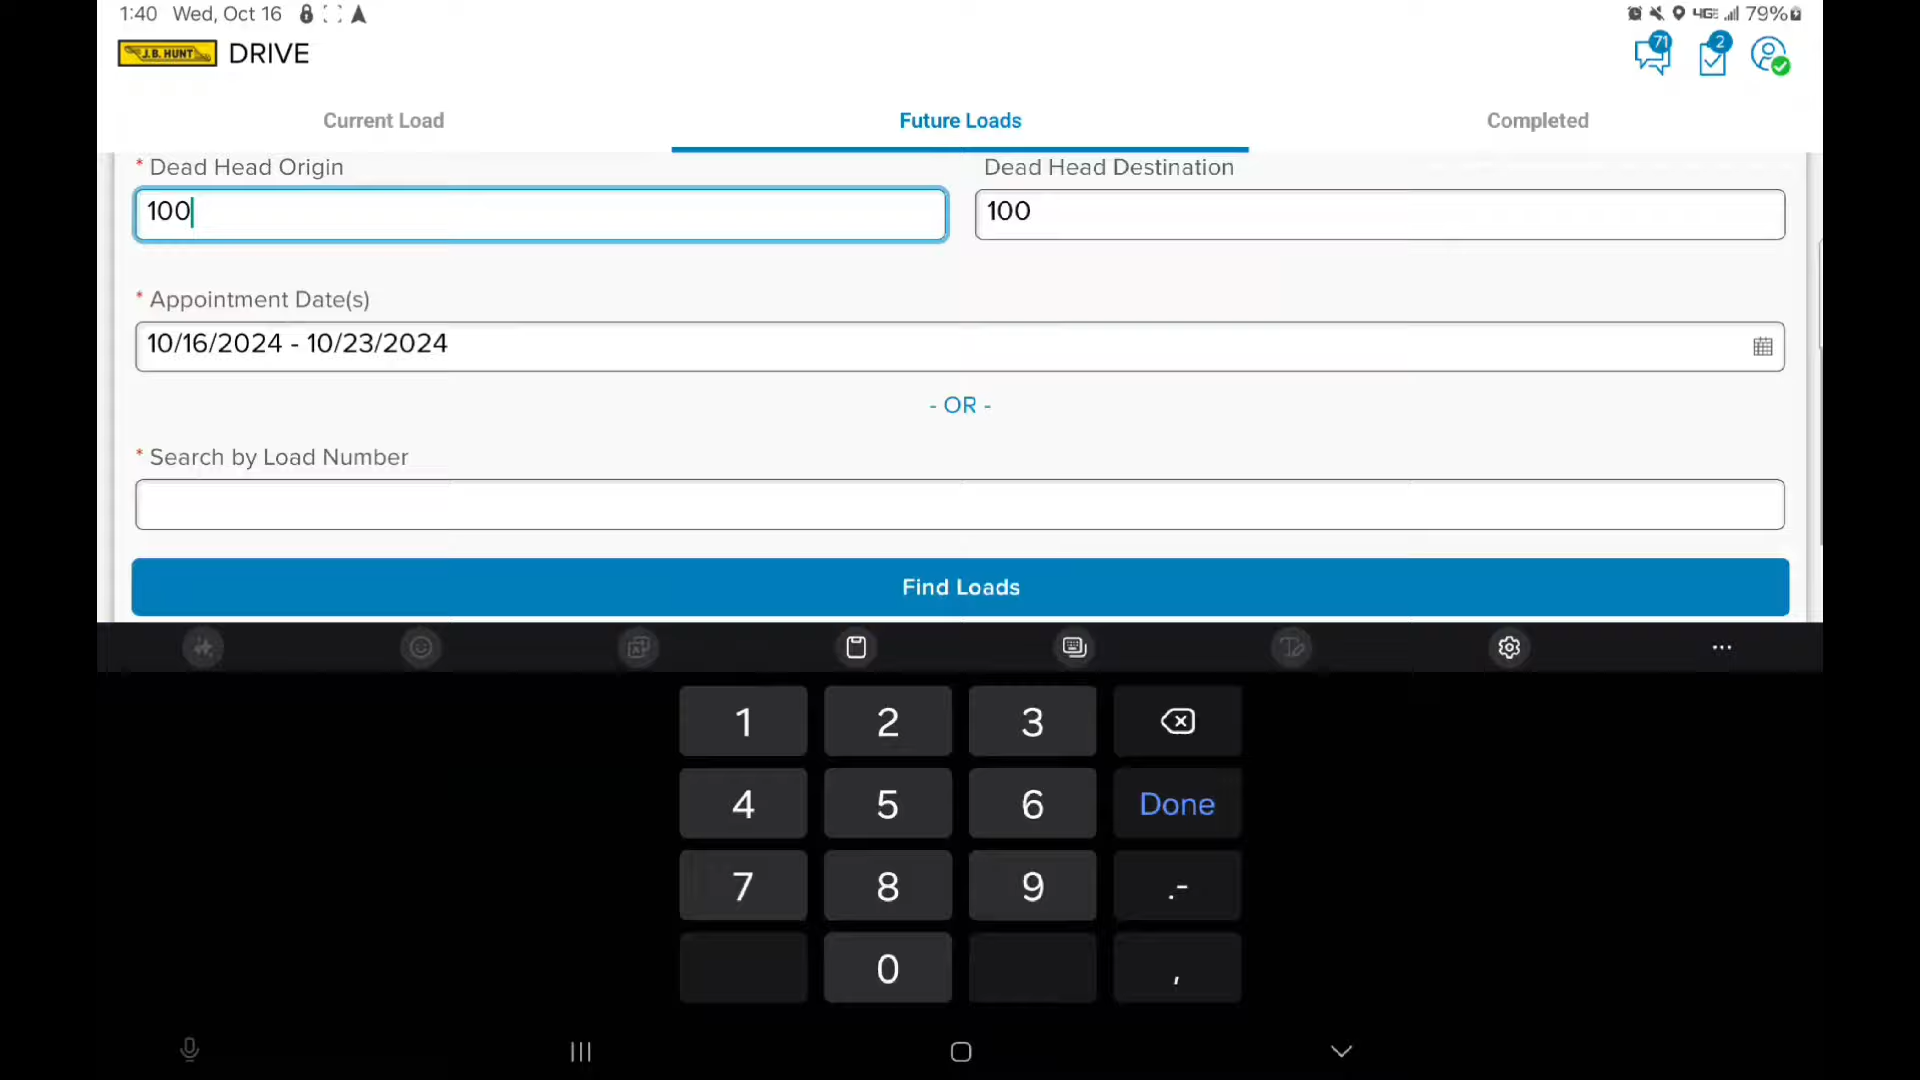 1:40 Wed, Oct 16
4GE 79%
J.B. HUNT DRIVE
71
2
Current Load
Future Loads
Completed
* Dead Head Origin
Dead Head Destination
100
100
* Appointment Date(s)
10/16/2024 - 10/23/2024
- OR -
* Search by Load Number
Find Loads
...
1 2 3
4 5 6 Done
7 8 9 .-
0 ,